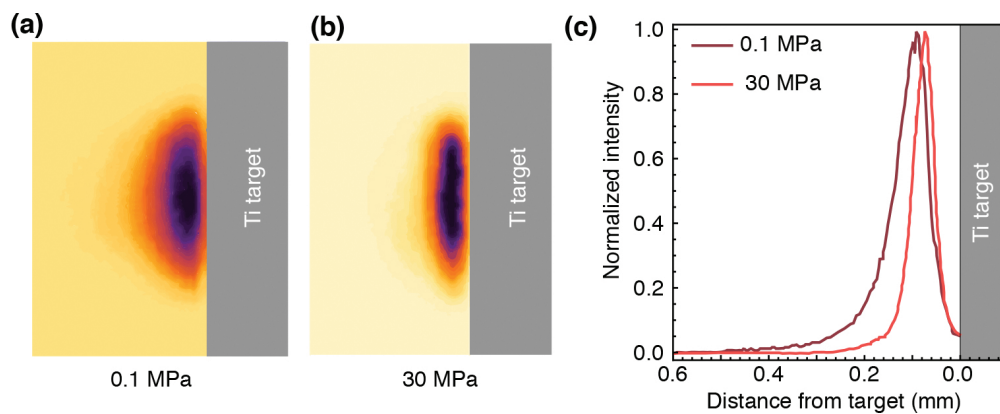 (a)
Ti target
0.1 MPa
(b)
Ti target
30 MPa
(c)
0.1 MPa
30 MPa
Normalized intensity
1.0
0.8
0.6
0.4
0.2
0.0
0.6
0.4
0.2
0.0
Distance from target (mm)
Ti target